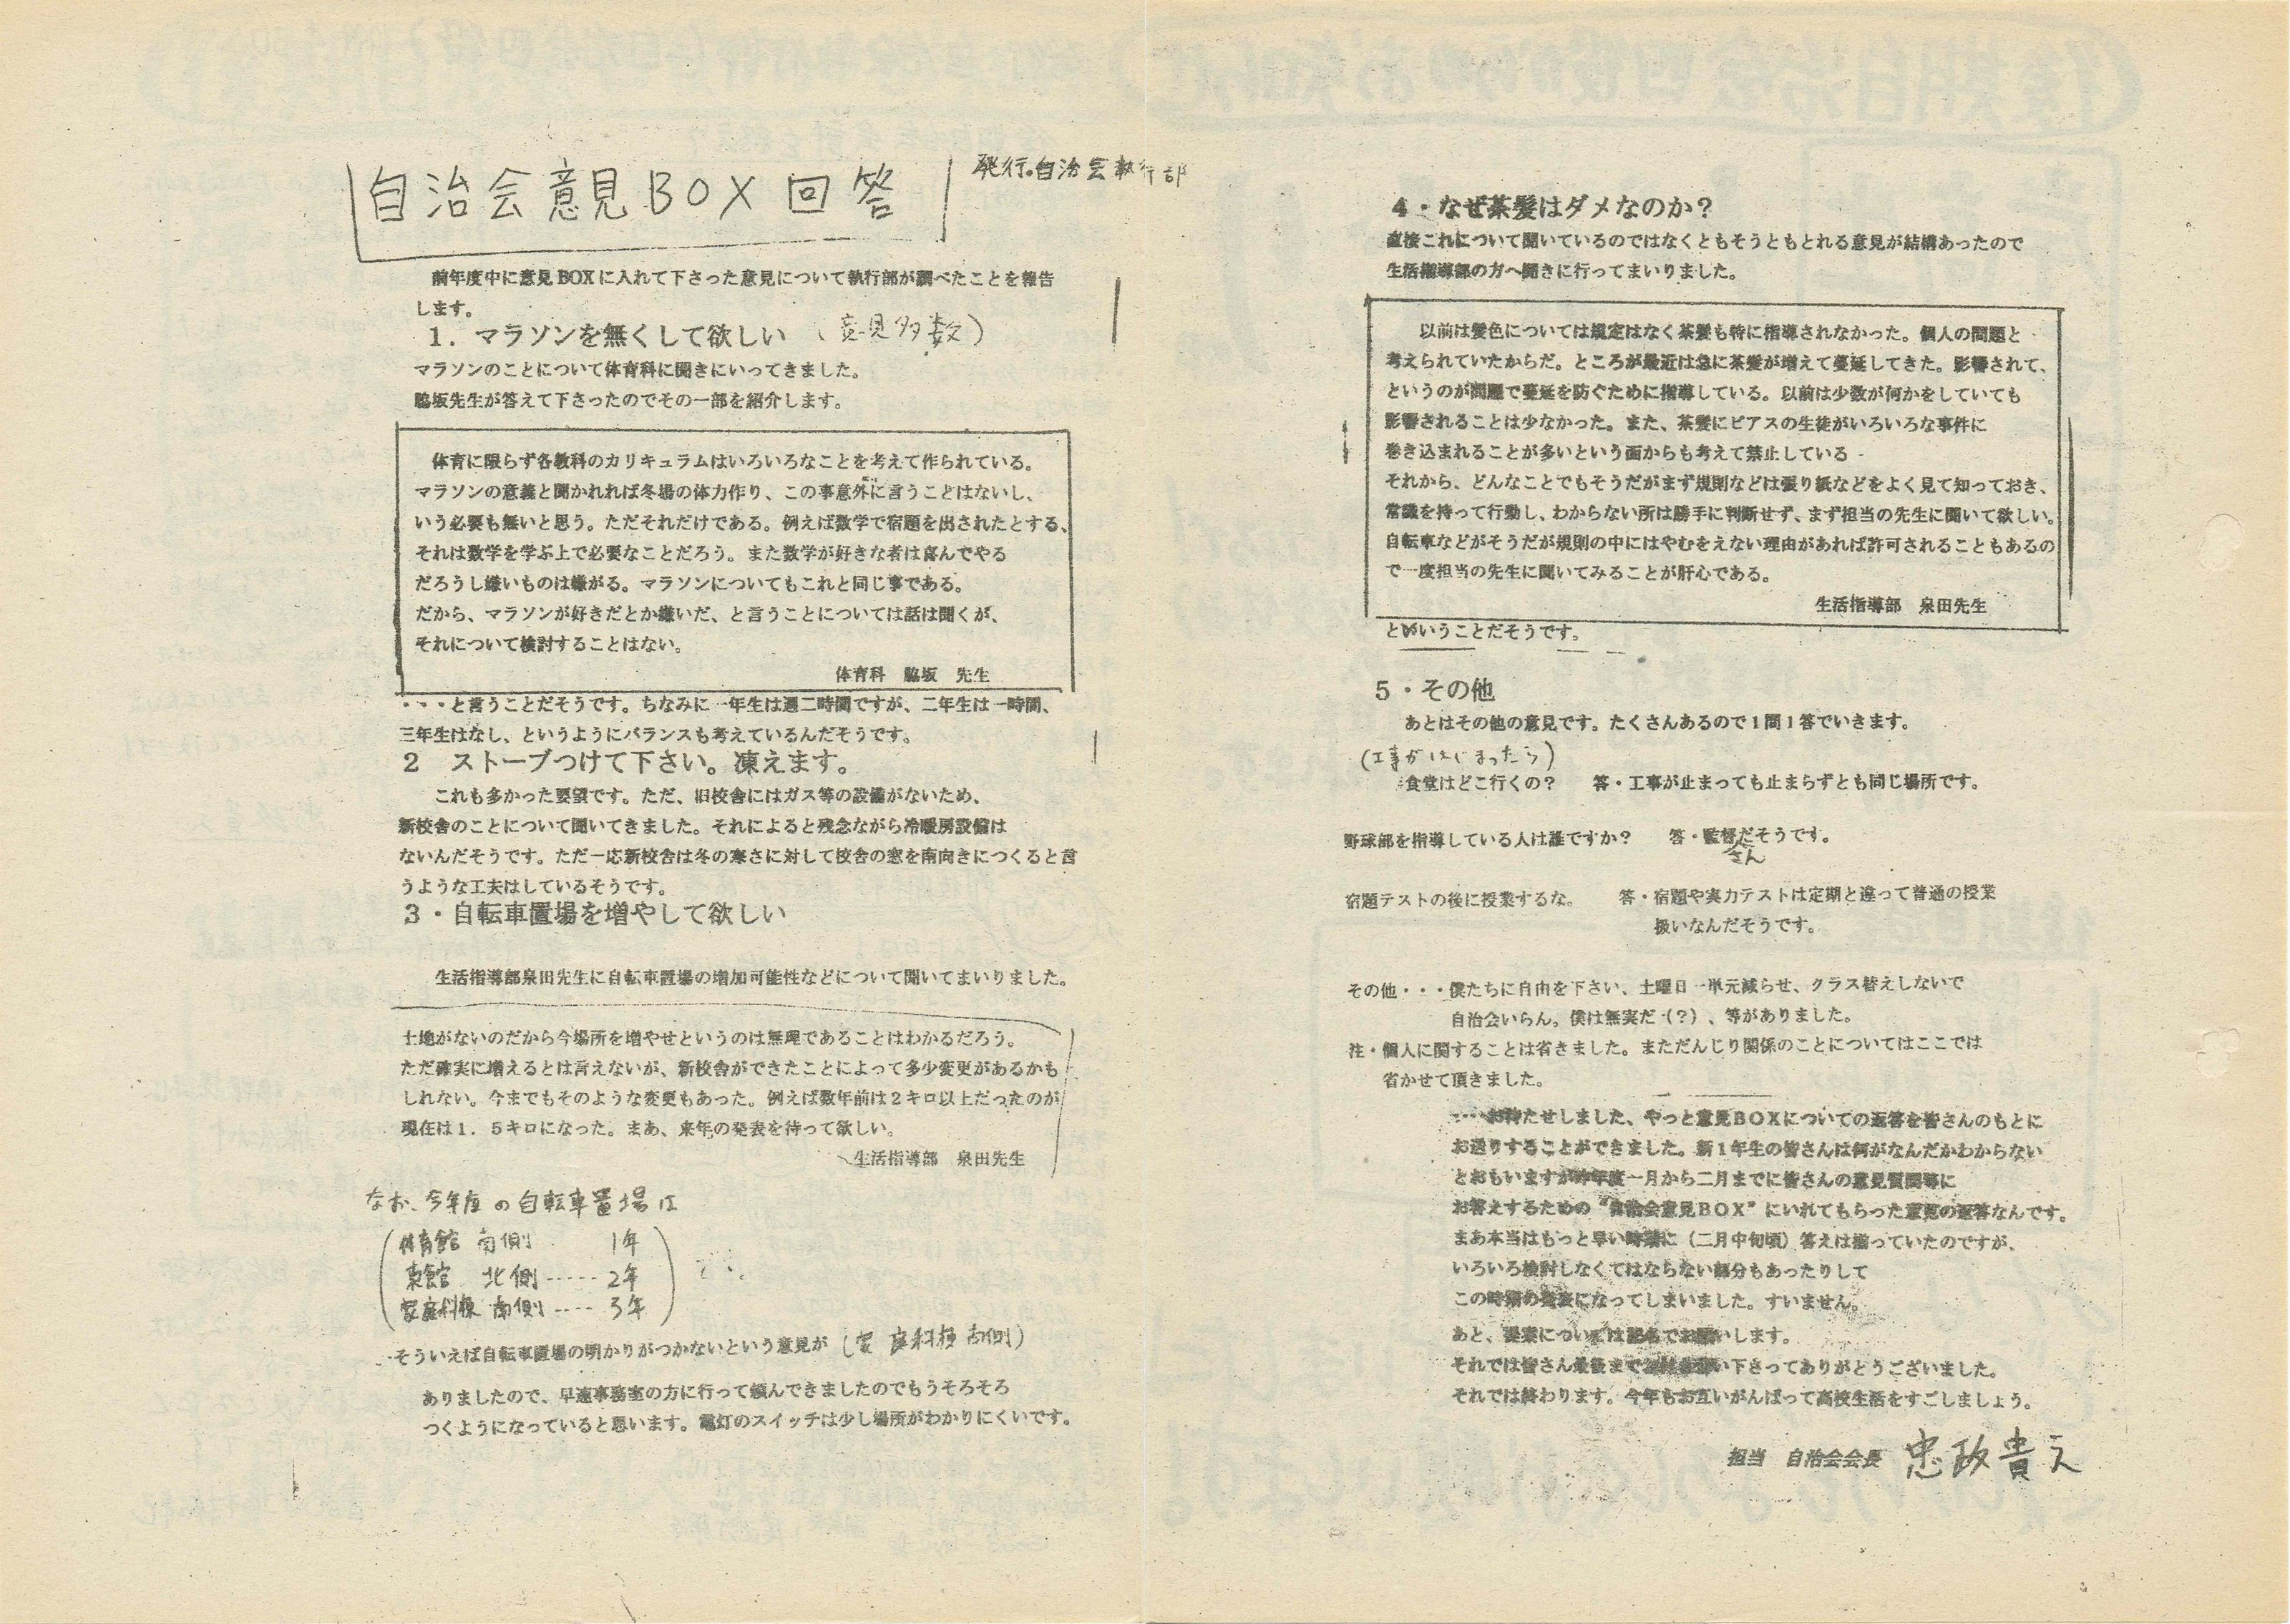 自治会意見BOX回答
発行.自治会執行部
前年度中に意見BOXに入れて下さった意見について執行部が調べたことを報告
します。
1．マラソンを無くして欲しい （意見多数）
マラソンのことについて体育科に聞きにいってきました。
脇坂先生が答えて下さったのでその一部を紹介します。
体育に限らず各教科のカリキュラムはいろいろなことを考えて作られている。
マラソンの意義と聞かれれば冬場の体力作り、この事意外に言うことはないし、
いう必要も無いと思う。ただそれだけである。例えば数学で宿題を出されたとする、
それは数学を学ぶ上で必要なことだろう。また数学が好きな者は喜んでやる
だろうし嫌いものは嫌がる。マラソンについてもこれと同じ事である。
だから、マラソンが好きだとか嫌いだ、と言うことについては話は聞くが、
それについて検討することはない。
体育科 脇坂 先生
・・・と言うことだそうです。ちなみに一年生は週二時間ですが、二年生は一時間、
三年生はなし、というようにバランスも考えているんだそうです。
2 ストーブつけて下さい。凍えます。
これも多かった要望です。ただ、旧校舎にはガス等の設備がないため、
新校舎のことについて聞いてきました。それによると残念ながら冷暖房設備は
ないんだそうです。ただ一応新校舎は冬の寒さに対して校舎の窓を南向きにつくると言
うような工夫はしているそうです。
3・自転車置場を増やして欲しい
生活指導部泉田先生に自転車置場の増加可能性などについて聞いてまいりました。
土地がないのだから今場所を増やせというのは無理であることはわかるだろう。
ただ確実に増えるとは言えないが、新校舎ができたことによって多少変更があるかも
しれない。今までもそのような変更もあった。例えば数年前は2キロ以上だったのが
現在は1．5キロになった。まあ、来年の発表を待って欲しい。
生活指導部 泉田先生
なお、今年度の自転車置場は
体育館 南側 1年
東館 北側-----2年
家庭科棟 南側----3年
そういえば自転車置場の明かりがつかないという意見が（家庭科棟南側）
ありましたので、早速事務室の方に行って頼んできましたのでもうそろそろ
つくようになっていると思います。電灯のスイッチは少し場所がわかりにくいです。
4・なぜ茶髪はダメなのか？
直接これについて聞いているのではなくともそうともとれる意見が結構あったので
生活指導部の方へ聞きに行ってまいりました。
以前は髪色については規定はなく茶髪も特に指導されなかった。個人の問題と
考えられていたからだ。ところが最近は急に茶髪が増えて蔓延してきた。影響されて、
というのが問題で蔓延を防ぐために指導している。以前は少数が何かをしていても
影響されることは少なかった。また、茶髪にピアスの生徒がいろいろな事件に
巻き込まれることが多いという面からも考えて禁止している
それから、どんなことでもそうだがまず規則などは張り紙などをよく見て知っておき、
常識を持って行動し、わからない所は勝手に判断せず、まず担当の先生に聞いて欲しい。
自転車などがそうだが規則の中にはやむをえない理由があれば許可されることもあるの
で一度担当の先生に聞いてみることが肝心である。
生活指導部 泉田先生
ということだそうです。
5・その他
あとはその他の意見です。たくさんあるので1問1答でいきます。
（工事がはじまったら）
食堂はどこ行くの？ 答・工事が止まっても止まらずとも同じ場所です。
野球部を指導している人は誰ですか？ 答・監督さんだそうです。
宿題テストの後に授業するな。 答・宿題や実力テストは定期と違って普通の授業
扱いなんだそうです。
その他・・・僕たちに自由を下さい、土曜日一単元減らせ、クラス替えしないで
自治会いらん。僕は無実だ（？）、等がありました。
注・個人に関することは省きました。まただんじり関係のことについてはここでは
省かせて頂きました。
・・・お待たせしました、やっと意見BOXについての返答を皆さんのもとに
お送りすることができました。新1年生の皆さんは何がなんだかわからない
とおもいますが昨年度一月から二月までに皆さんの意見質問等に
お答えするための"自治会意見BOX"にいれてもらった意見の返答なんです。
まあ本当はもっと早い時期に（二月中旬頃）答えは揃っていたのですが、
いろいろ検討しなくてはならない部分もあったりして
この時期の発表になってしまいました。すいません。
あと、提案については記名でお願いします。
それでは皆さん最後まで 下さってありがとうございました。
それでは終わります。今年もお互いがんばって高校生活をすごしましょう。
担当 自治会会長 忠政貴